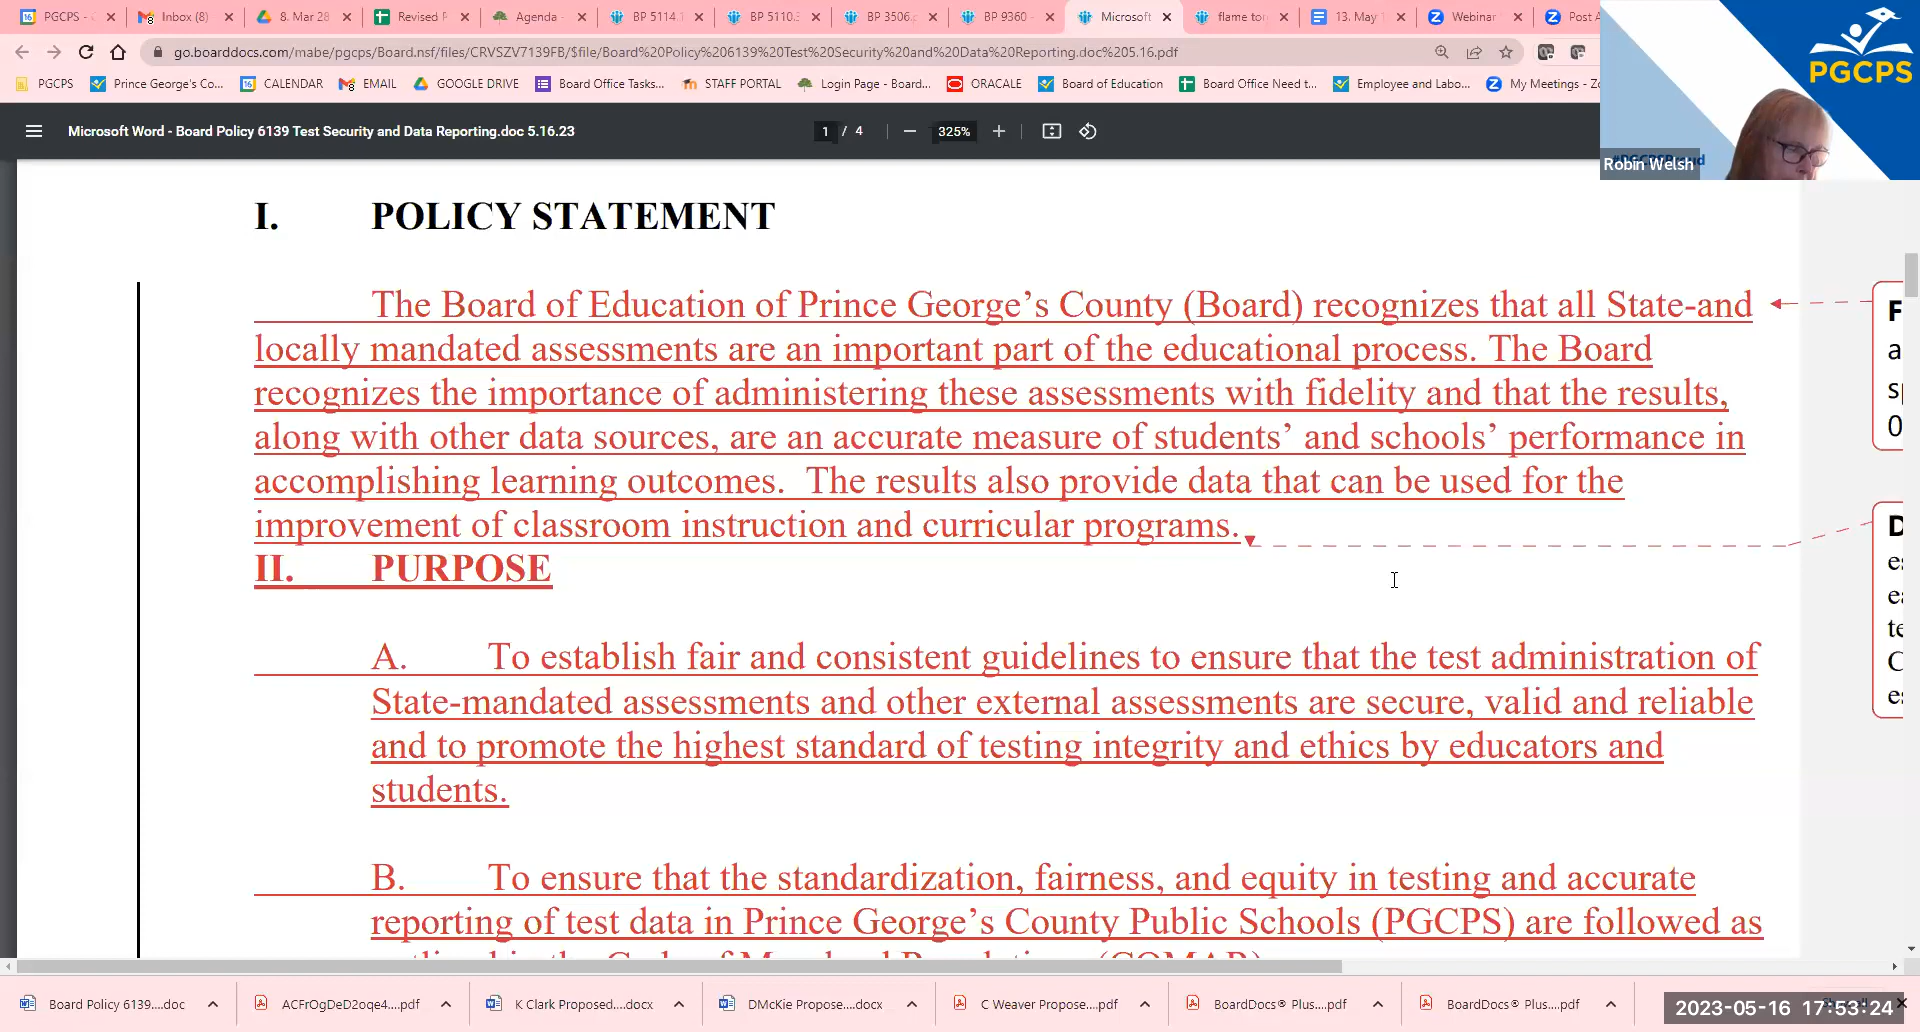 PGCPS -
Inbox (8)
8. Mar 28
Revised
Agenda -
BP 5114
BP 5110.
BP 3506.
BP 9360 -
Microsoft
flame to
13. May
Webinar
Post A
go.boarddocs.com/mabe/pgcps/Board.nsf/files/CRVSZV7139FB/$file/Board%20Policy%206139%20Test%20Security%20and%20Data%20Reporting.doc%205.16.pdf
PGCPS
Prince George's Co...
CALENDAR
EMAIL
GOOGLE DRIVE
Board Office Tasks...
STAFF PORTAL
Login Page - Board...
ORACALE
Board of Education
Board Office Need t...
Employee and Labo...
My Meetings - Zo
PGCPS
Robin Welsh
Microsoft Word - Board Policy 6139 Test Security and Data Reporting.doc 5.16.23
1 / 4
325%
I. POLICY STATEMENT
The Board of Education of Prince George’s County (Board) recognizes that all State-and
locally mandated assessments are an important part of the educational process. The Board
recognizes the importance of administering these assessments with fidelity and that the results,
along with other data sources, are an accurate measure of students’ and schools’ performance in
accomplishing learning outcomes.  The results also provide data that can be used for the
improvement of classroom instruction and curricular programs.
II. PURPOSE
A. To establish fair and consistent guidelines to ensure that the test administration of
State-mandated assessments and other external assessments are secure, valid and reliable
and to promote the highest standard of testing integrity and ethics by educators and
students.
B. To ensure that the standardization, fairness, and equity in testing and accurate
reporting of test data in Prince George’s County Public Schools (PGCPS) are followed as
Board Policy 6139....doc
ACFrOgDeD2oqe4....pdf
K Clark Proposed....docx
DMcKie Propose....docx
C Weaver Propose....pdf
BoardDocs® Plus....pdf
BoardDocs® Plus....pdf
2023-05-16 17:53:24